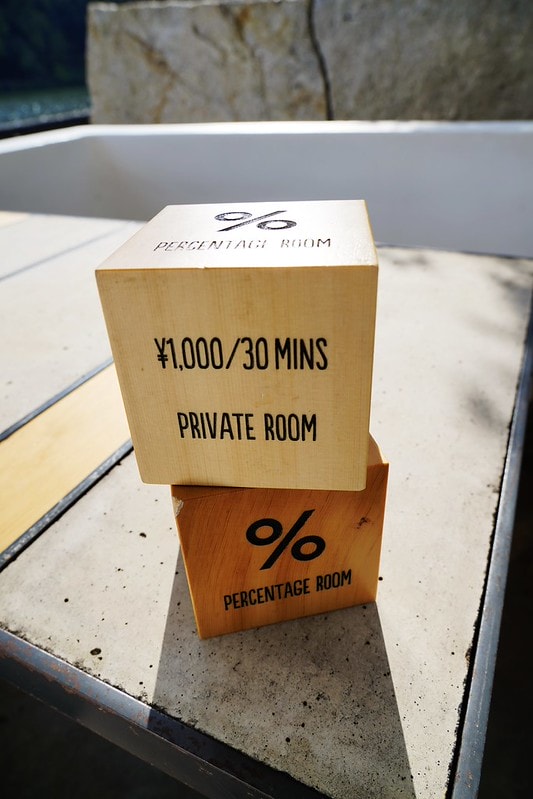 %
PERCENTAGE ROOM
¥1,000/30 MINS
PRIVATE ROOM
%
PERCENTAGE ROOM